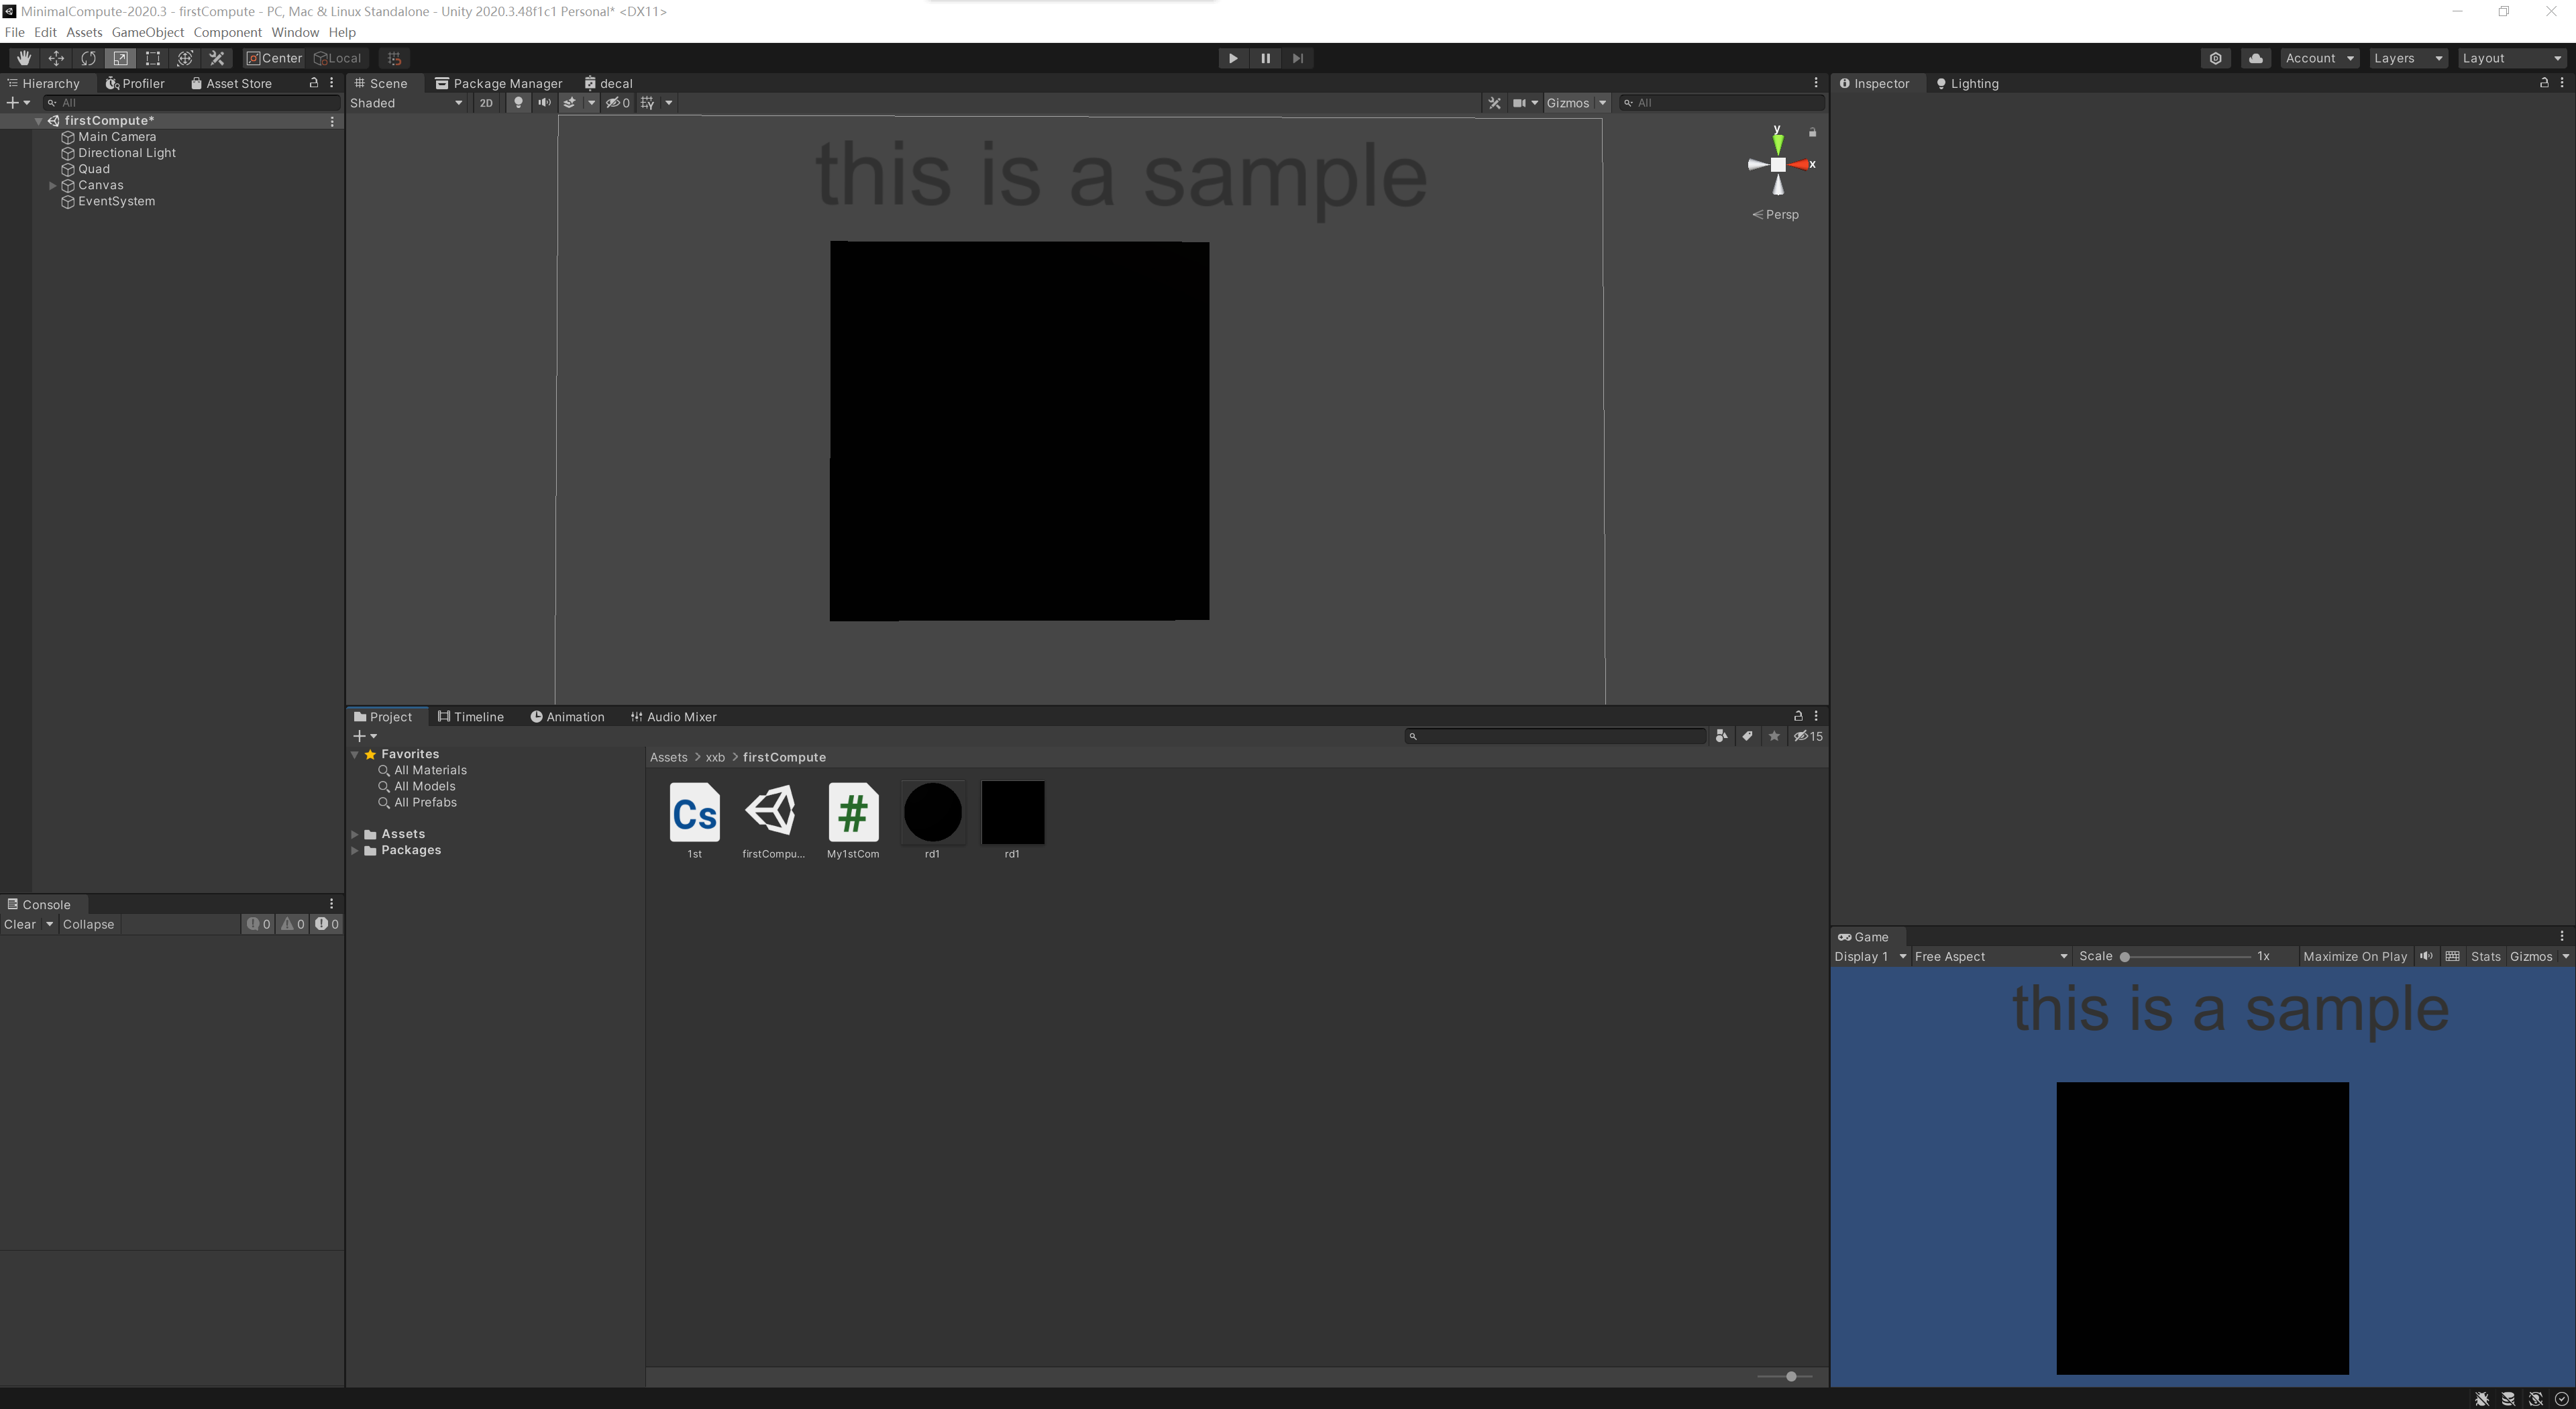 MinimalCompute-2020.3 - firstCompute - PC, Mac & Linux Standalone - Unity 2020.3.48f1c1 Personal* <DX11>
File Edit Assets GameObject Component Window Help
Center Local
Account Layers Layout
Hierarchy Profiler Asset Store
All
firstCompute*
Main Camera
Directional Light
Quad
Canvas
EventSystem
Console
Clear Collapse 0 0 0
Scene Package Manager decal
Shaded 2D 0 Gizmos All
this is a sample
y
x
Persp
Project Timeline Animation Audio Mixer
15
Favorites
All Materials
All Models
All Prefabs
Assets
Packages
Assets > xxb > firstCompute
Cs # 
1st firstCompu... My1stCom rd1 rd1
Inspector Lighting
Game
Display 1 Free Aspect Scale 1x Maximize On Play Stats Gizmos
this is a sample